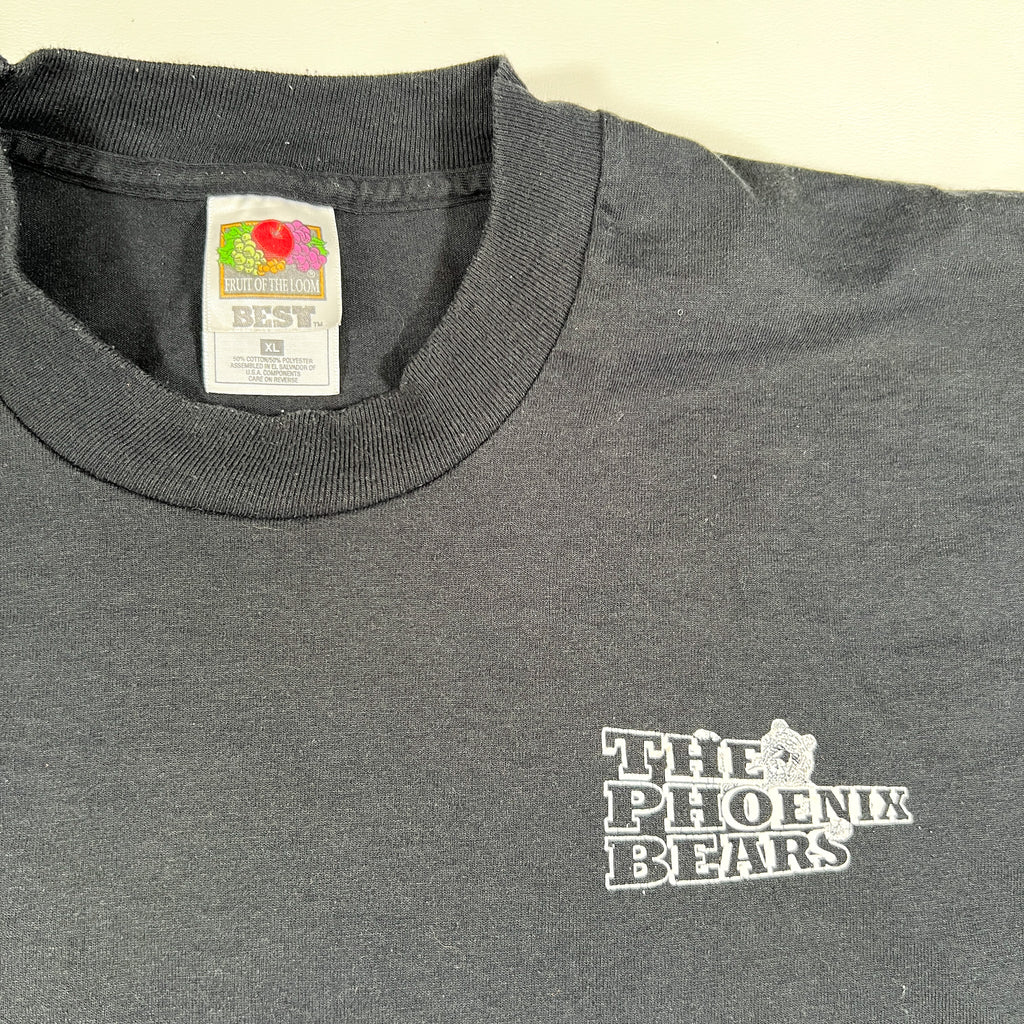 FRUIT OF THE LOOM
BEST™
XL
50% COTTON/50% POLYESTER
ASSEMBLED IN EL SALVADOR OF
U.S.A. COMPONENTS
CARE ON REVERSE
THE
PHOENIX
BEARS